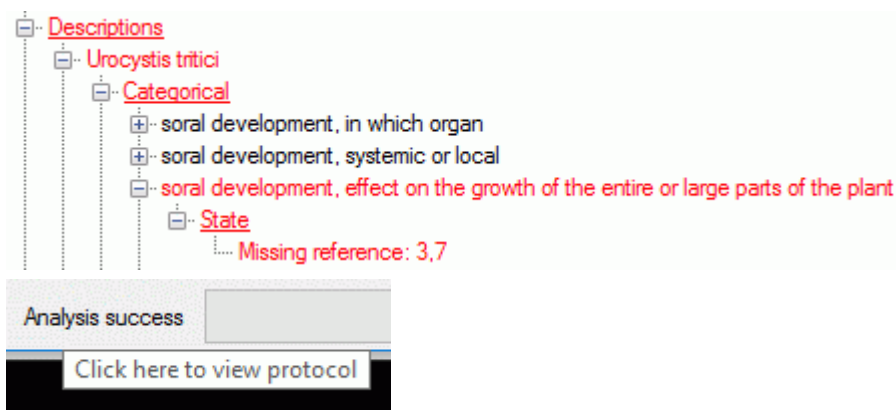 Descriptions
Urocystis tritici
Categorical
soral development, in which organ
soral development, systemic or local
soral development, effect on the growth of the entire or large parts of the plant
State
Missing reference: 3,7
Analysis success
Click here to view protocol